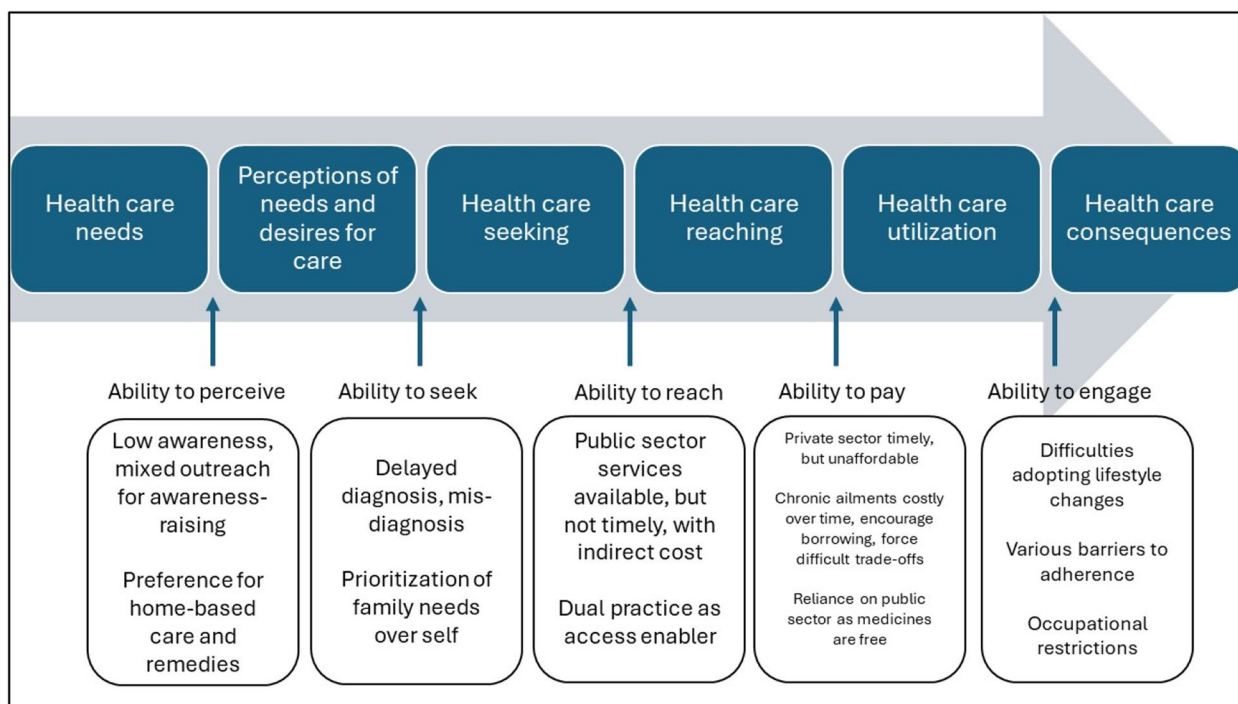 Health care
needs
Perceptions of
needs and
desires for
care
Health care
seeking
Health care
reaching
Health care
utilization
Health care
consequences
Ability to perceive
Low awareness,
mixed outreach
for awareness-
raising
Preference for
home-based
care and
remedies
Ability to seek
Delayed
diagnosis, mis-
diagnosis
Prioritization of
family needs
over self
Ability to reach
Public sector
services
available, but
not timely, with
indirect cost
Dual practice as
access enabler
Ability to pay
Private sector timely,
but unaffordable
Chronic ailments costly
over time, encourage
borrowing, force
difficult trade-offs
Reliance on public
sector as medicines
are free
Ability to engage
Difficulties
adopting lifestyle
changes
Various barriers to
adherence
Occupational
restrictions